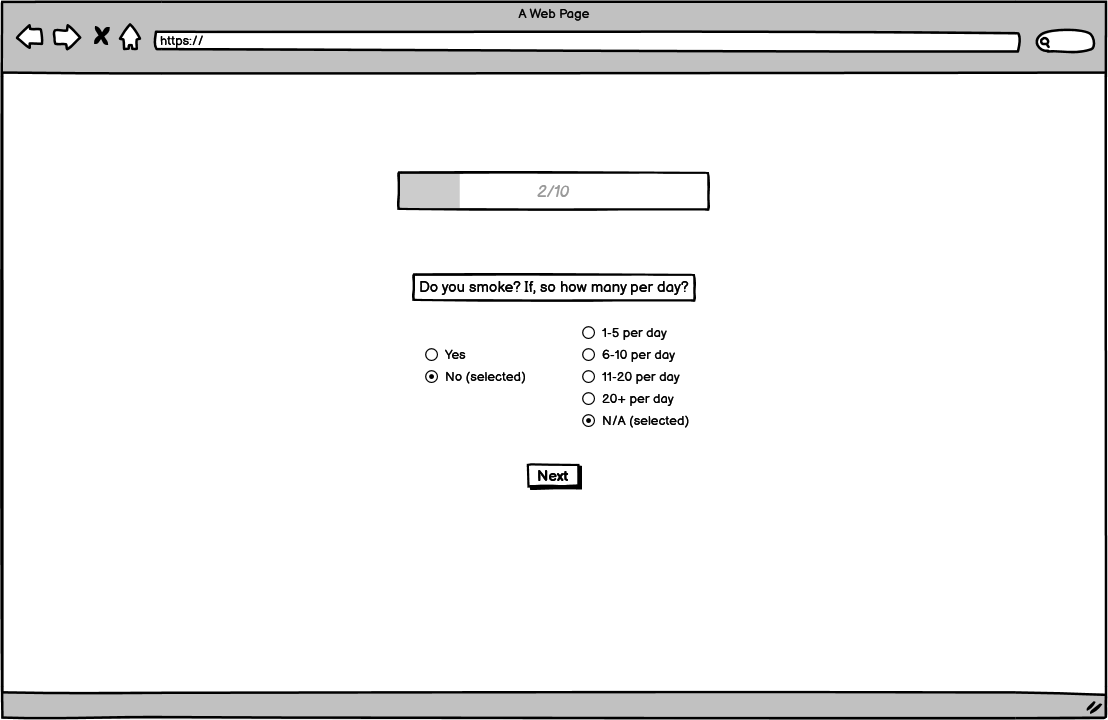 A Web Page
https://
2/10
Do you smoke? If, so how many per day?
Yes
No (selected)
1-5 per day
6-10 per day
11-20 per day
20+ per day
N/A (selected)
Next